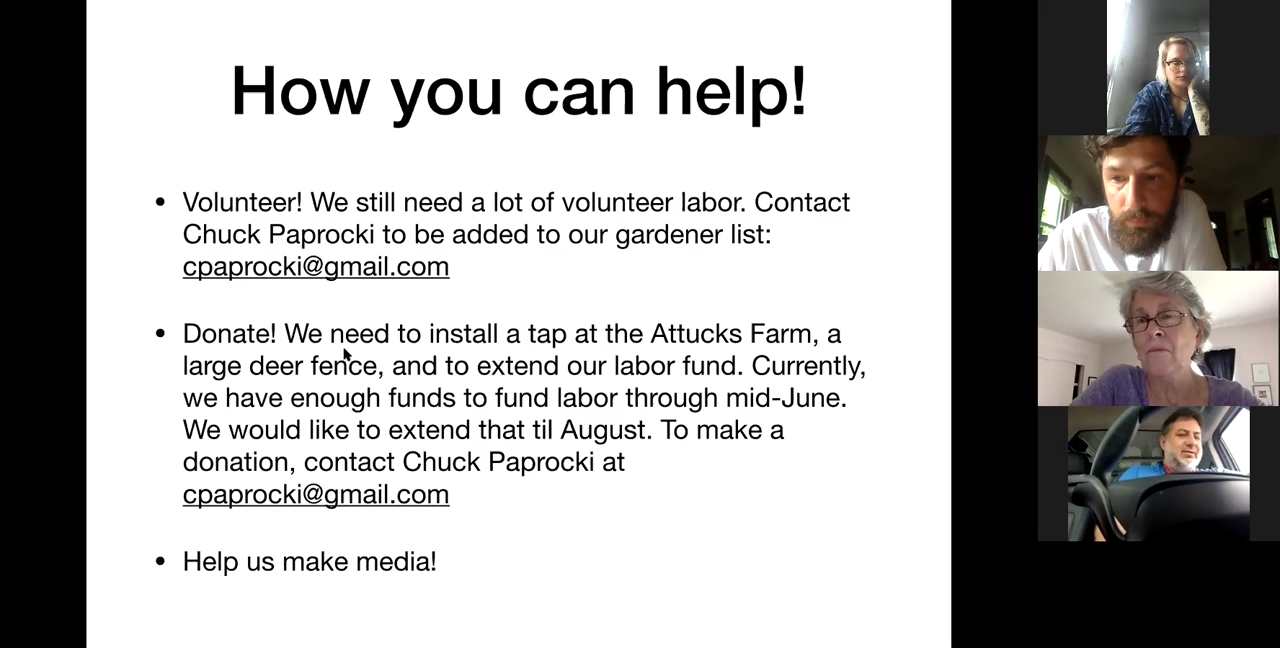 How you can help!
• Volunteer! We still need a lot of volunteer labor. Contact
Chuck Paprocki to be added to our gardener list:
cpaprocki@gmail.com
• Donate! We need to install a tap at the Attucks Farm, a
large deer fence, and to extend our labor fund. Currently,
we have enough funds to fund labor through mid-June.
We would like to extend that til August. To make a
donation, contact Chuck Paprocki at
cpaprocki@gmail.com
• Help us make media!